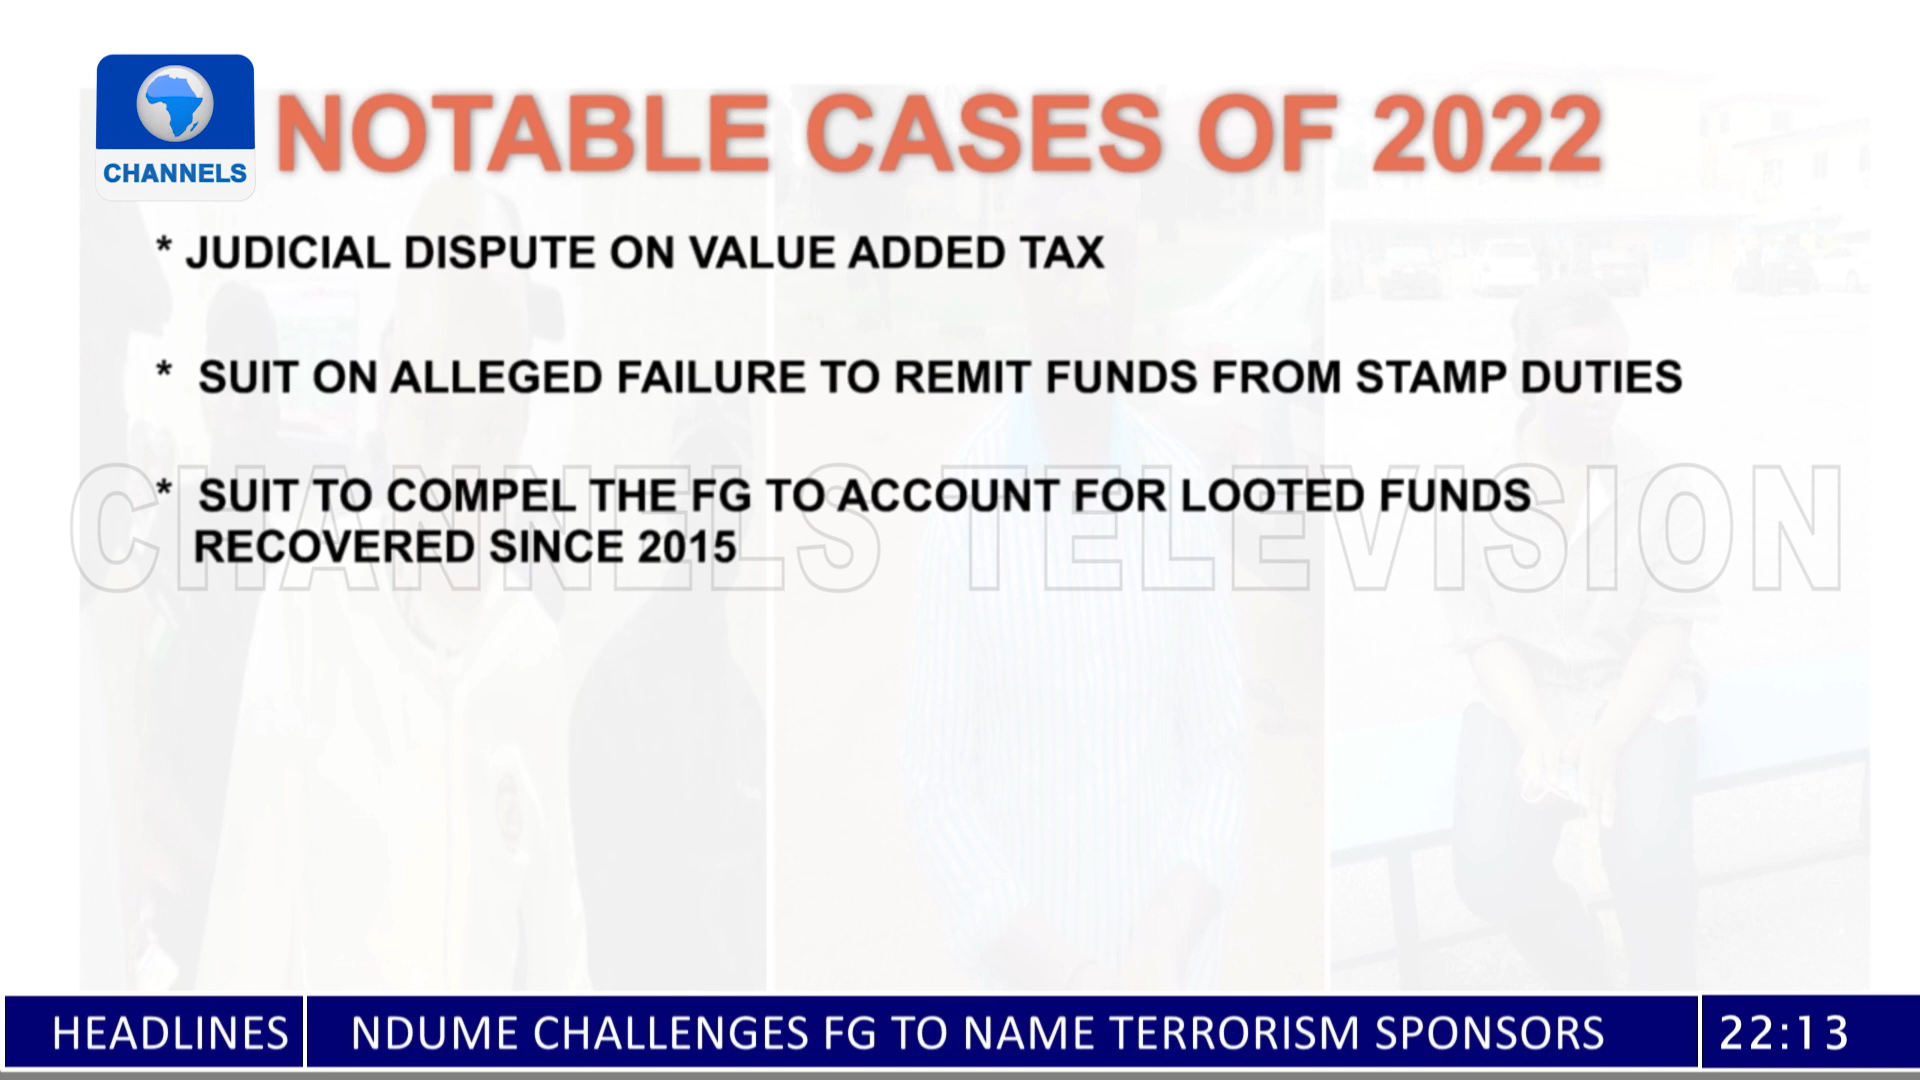 CHANNELS
NOTABLE CASES OF 2022
* JUDICIAL DISPUTE ON VALUE ADDED TAX
* SUIT ON ALLEGED FAILURE TO REMIT FUNDS FROM STAMP DUTIES
* SUIT TO COMPEL THE FG TO ACCOUNT FOR LOOTED FUNDS
RECOVERED SINCE 2015
CHANNELS TELEVISION
HEADLINES
NDUME CHALLENGES FG TO NAME TERRORISM SPONSORS
22:13